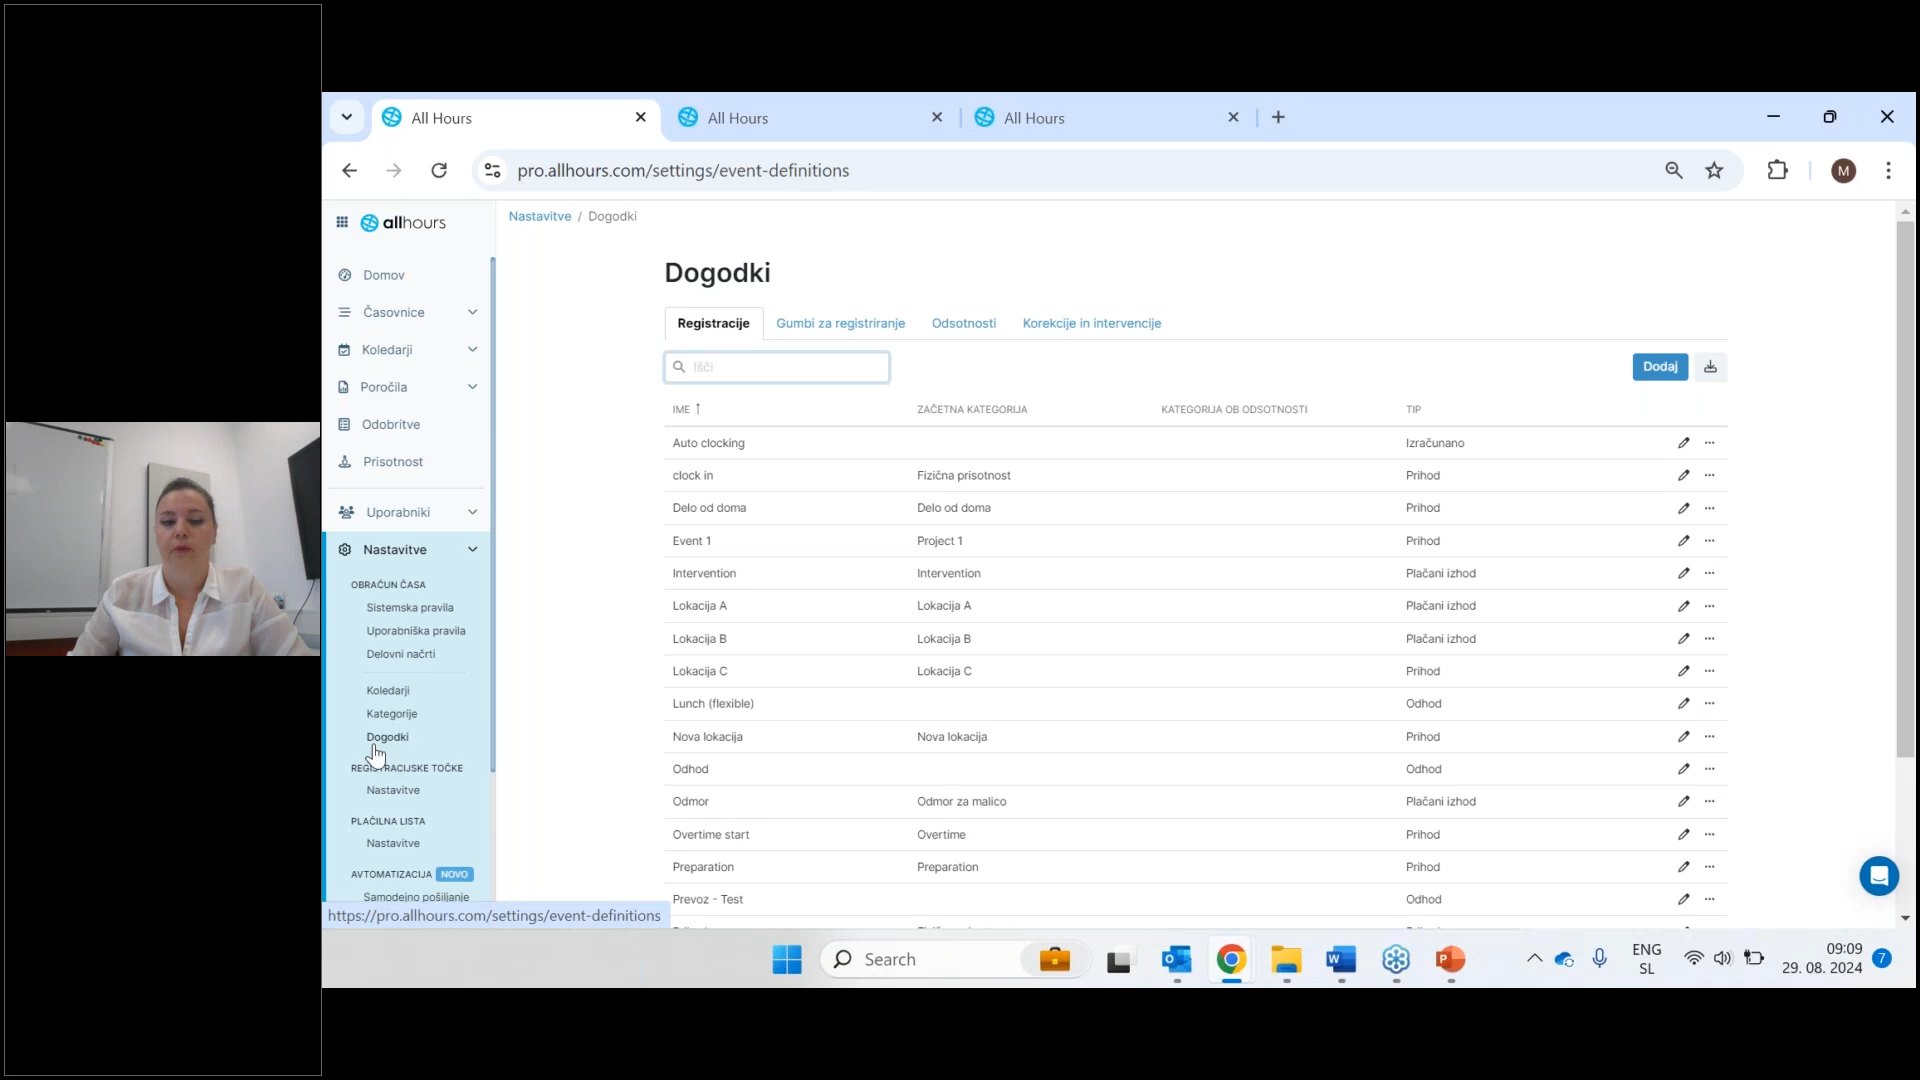 All Hours
All Hours
All Hours
pro.allhours.com/settings/event-definitions
M
allhours
Nastavitve / Dogodki
Domov
Časovnice
Koledarji
Poročila
Odobritve
Prisotnost
Uporabniki
Nastavitve
OBRAČUN ČASA
Sistemska pravila
Uporabniška pravila
Delovni načrti
Koledarji
Kategorije
Dogodki
REGISTRACIJSKE TOČKE
Nastavitve
PLAČILNA LISTA
Nastavitve
AVTOMATIZACIJA NOVO
Samodejno pošiljanje
https://pro.allhours.com/settings/event-definitions
Dogodki
Registracije Gumbi za registriranje Odsotnosti Korekcije in intervencije
Išči
Dodaj
IME ↑ ZAČETNA KATEGORIJA KATEGORIJA OB ODSOTNOSTI TIP
Auto clocking Izračunano
clock in Fizična prisotnost Prihod
Delo od doma Delo od doma Prihod
Event 1 Project 1 Prihod
Intervention Intervention Plačani izhod
Lokacija A Lokacija A Plačani izhod
Lokacija B Lokacija B Plačani izhod
Lokacija C Lokacija C Prihod
Lunch (flexible) Odhod
Nova lokacija Nova lokacija Prihod
Odhod Odhod
Odmor Odmor za malico Plačani izhod
Overtime start Overtime Prihod
Preparation Preparation Prihod
Prevoz - Test Odhod
Search
ENG
SL
09:09
29. 08. 2024
7